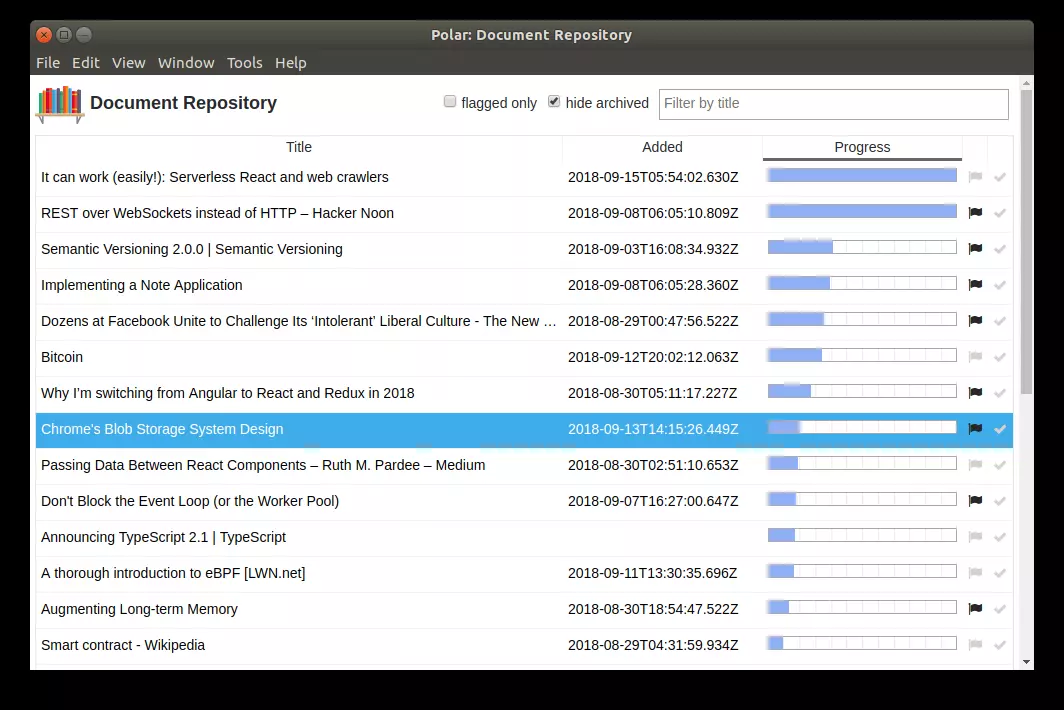 Polar: Document Repository
File Edit View Window Tools Help
Document Repository flagged only hide archived Filter by title
Title Added Progress
It can work (easily!): Serverless React and web crawlers 2018-09-15T05:54:02.630Z
REST over WebSockets instead of HTTP – Hacker Noon 2018-09-08T06:05:10.809Z
Semantic Versioning 2.0.0 | Semantic Versioning 2018-09-03T16:08:34.932Z
Implementing a Note Application 2018-09-08T06:05:28.360Z
Dozens at Facebook Unite to Challenge Its ‘Intolerant’ Liberal Culture - The New … 2018-08-29T00:47:56.522Z
Bitcoin 2018-09-12T20:02:12.063Z
Why I’m switching from Angular to React and Redux in 2018 2018-08-30T05:11:17.227Z
Chrome's Blob Storage System Design 2018-09-13T14:15:26.449Z
Passing Data Between React Components – Ruth M. Pardee – Medium 2018-08-30T02:51:10.653Z
Don't Block the Event Loop (or the Worker Pool) 2018-09-07T16:27:00.647Z
Announcing TypeScript 2.1 | TypeScript
A thorough introduction to eBPF [LWN.net] 2018-09-11T13:30:35.696Z
Augmenting Long-term Memory 2018-08-30T18:54:47.522Z
Smart contract - Wikipedia 2018-08-29T04:31:59.934Z